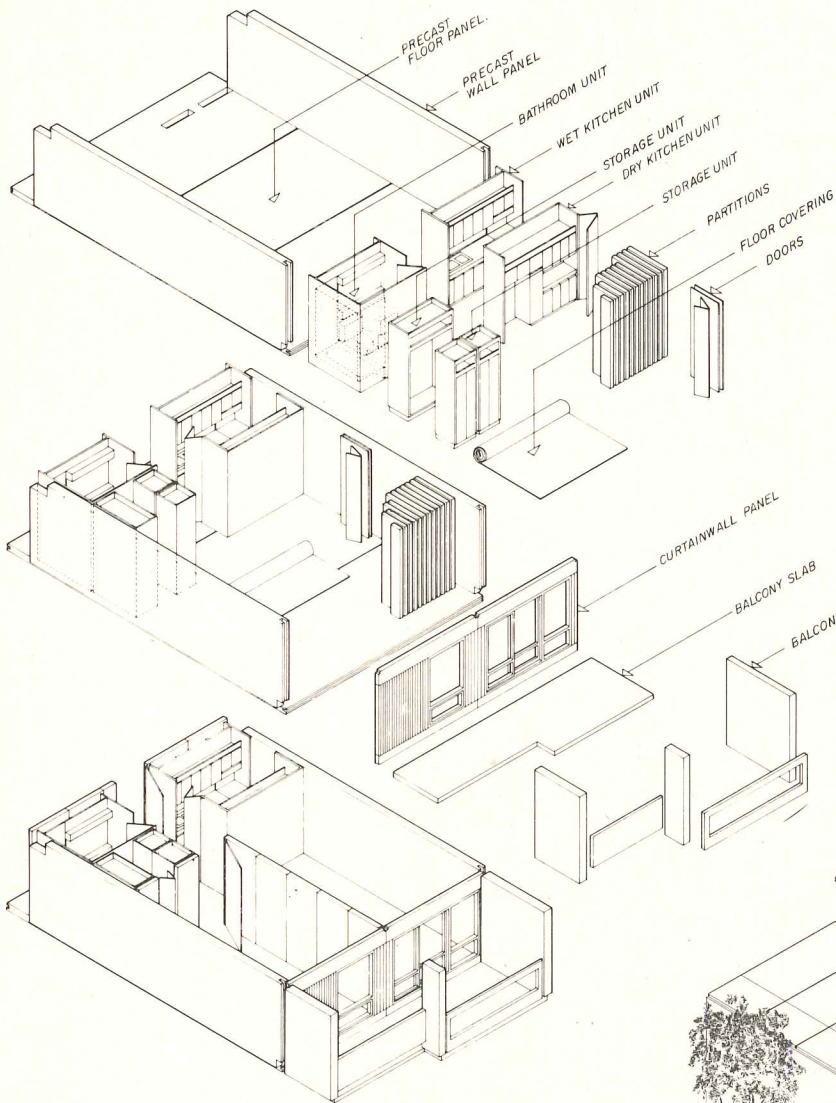 PRECAST
FLOOR PANEL.
PRECAST
WALL PANEL
BATHROOM UNIT
WET KITCHEN UNIT
STORAGE UNIT
DRY KITCHEN UNIT
STORAGE UNIT
PARTITIONS
FLOOR COVERING
DOORS
CURTAINWALL PANEL
BALCONY SLAB
BALCON